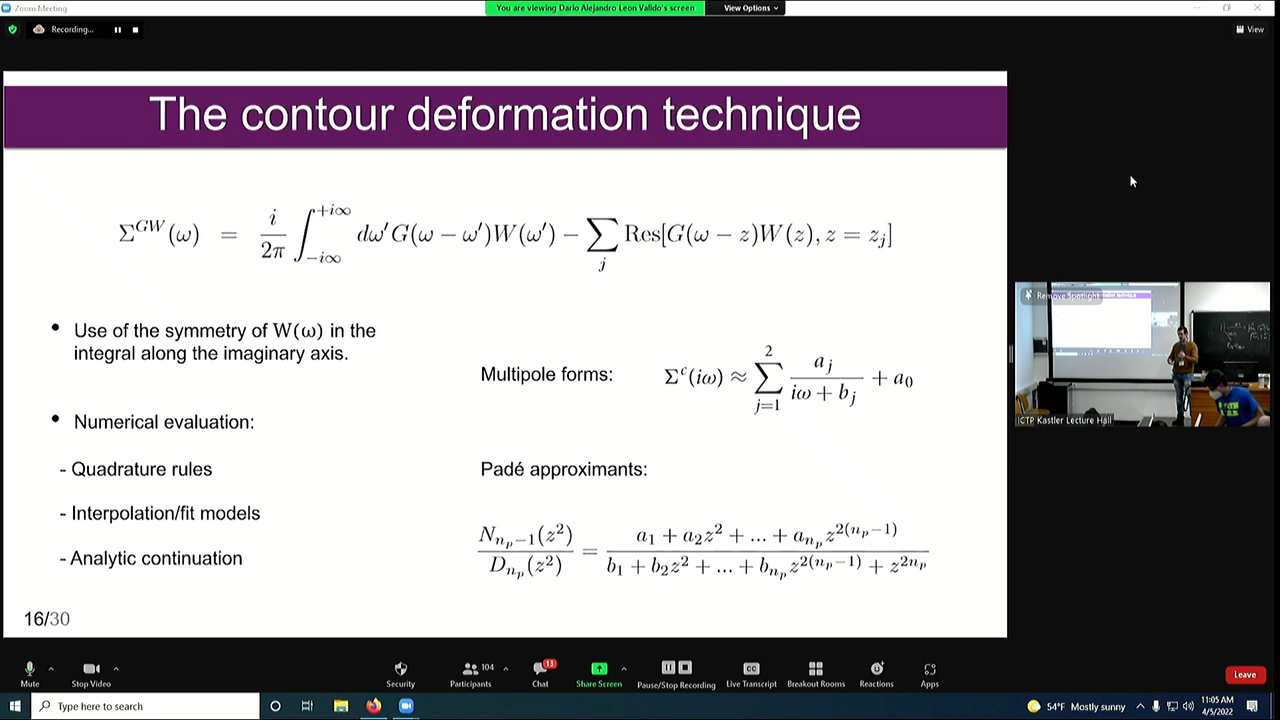 Zoom Meeting
You are viewing Dario Alejandro Leon Valido's screen
View Options
Recording...
View
The contour deformation technique
Σ^{GW}(ω) = \frac{i}{2π} ∫_{-i∞}^{+i∞} dω′G(ω − ω′)W(ω′) − ∑_j Res[G(ω − z)W(z), z = z_j]
• Use of the symmetry of W(ω) in the
integral along the imaginary axis.
Multipole forms: Σ^c(iω) ≈ ∑_{j=1}^{2} \frac{a_j}{iω + b_j} + a_0
• Numerical evaluation:
- Quadrature rules
Padé approximants:
- Interpolation/fit models
\frac{N_{n_p-1}(z^2)}{D_{n_p}(z^2)} = \frac{a_1 + a_2z^2 + ... + a_{n_p}z^{2(n_p-1)}}{b_1 + b_2z^2 + ... + b_{n_p}z^{2(n_p-1)} + z^{2n_p}}
- Analytic continuation
16/30
Remove Spotlight
ICTP Kastler Lecture Hall
Mute
Stop Video
Security
104
Participants
13
Chat
Share Screen
Pause/Stop Recording
CC
Live Transcript
Breakout Rooms
Reactions
Apps
Leave
Type here to search
54°F Mostly sunny
11:05 AM
4/5/2022